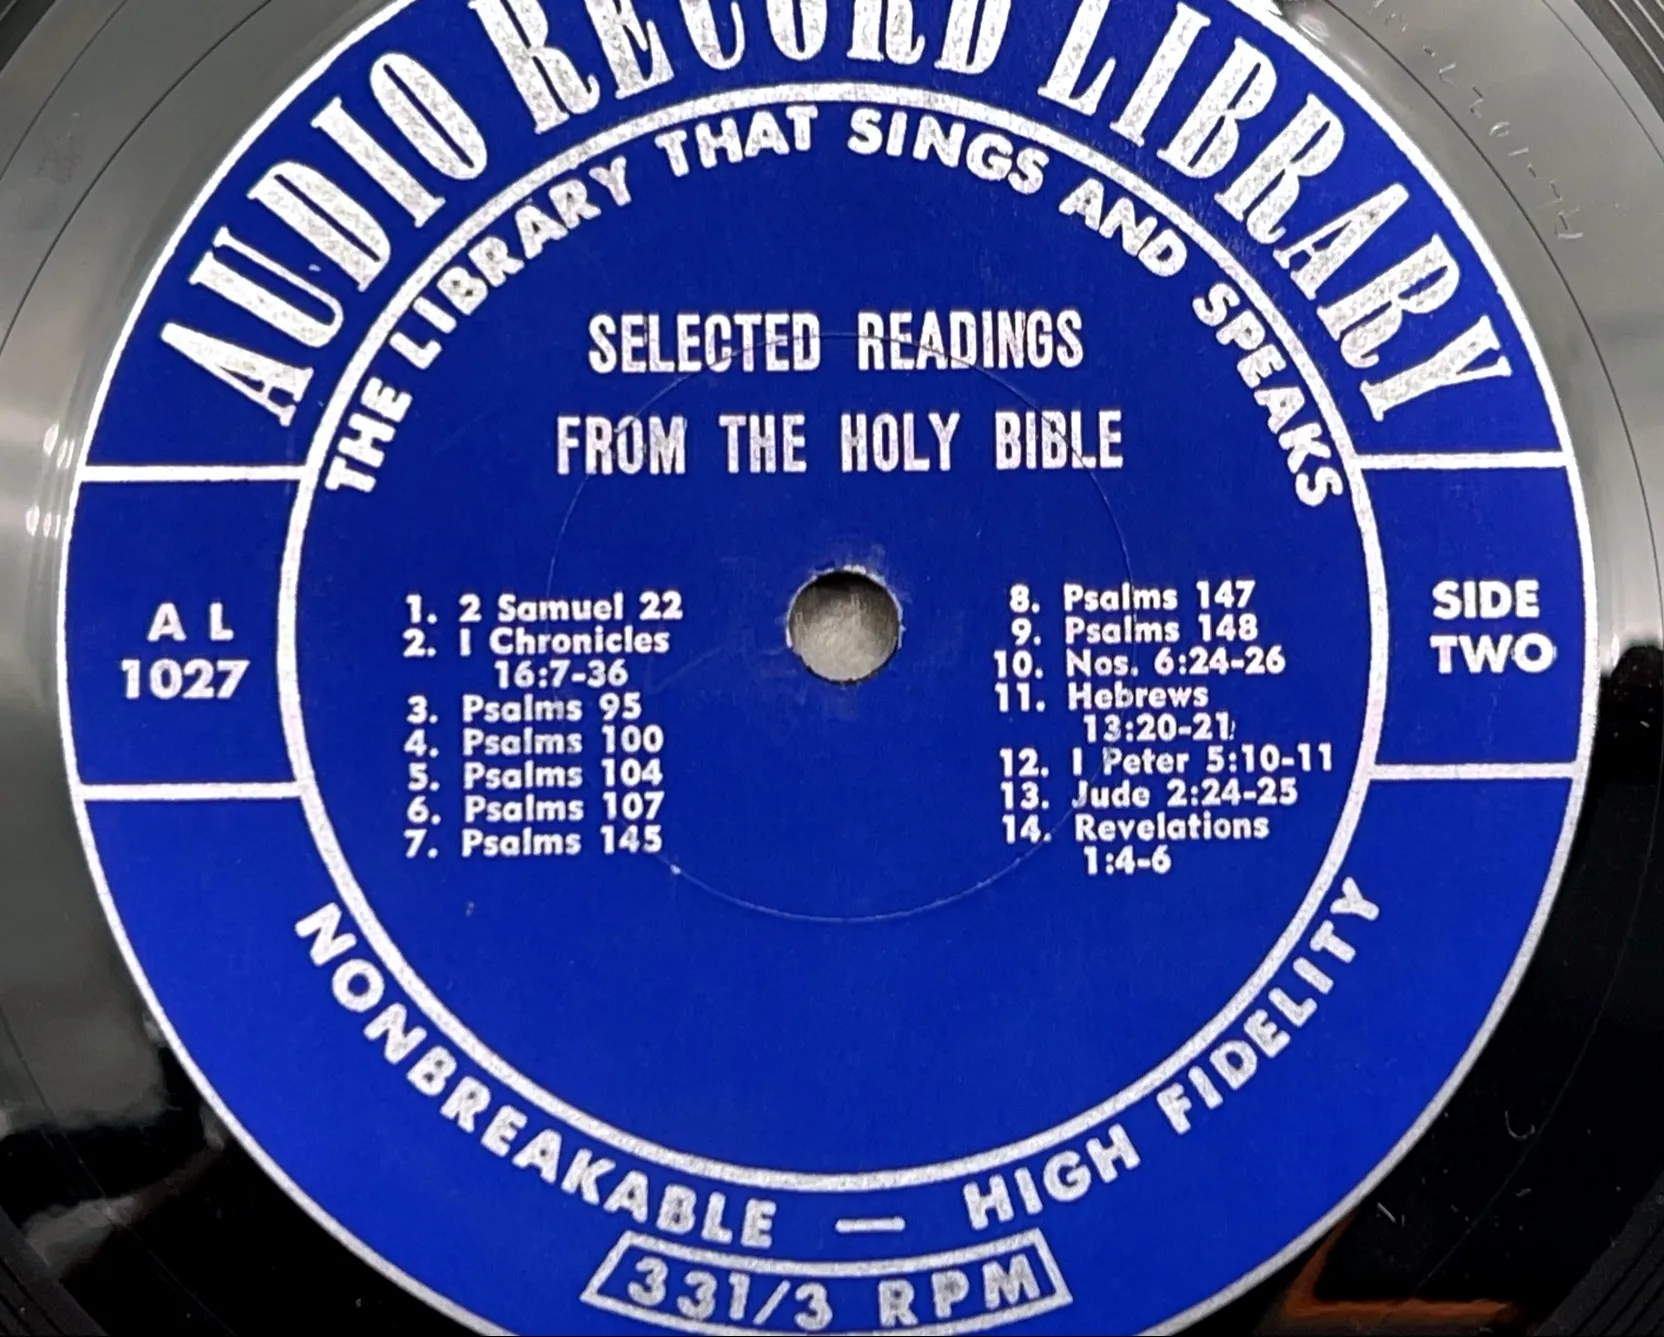 AUDIO RECORD LIBRARY
THE LIBRARY THAT SINGS AND SPEAKS
SELECTED READINGS
FROM THE HOLY BIBLE
A L
1027
SIDE
TWO
1. 2 Samuel 22
2. I Chronicles
16:7-36
3. Psalms 95
4. Psalms 100
5. Psalms 104
6. Psalms 107
7. Psalms 145
8. Psalms 147
9. Psalms 148
10. Nos. 6:24-26
11. Hebrews
13:20-21
12. I Peter 5:10-11
13. Jude 2:24-25
14. Revelations
1:4-6
NONBREAKABLE — HIGH FIDELITY
331/3 RPM